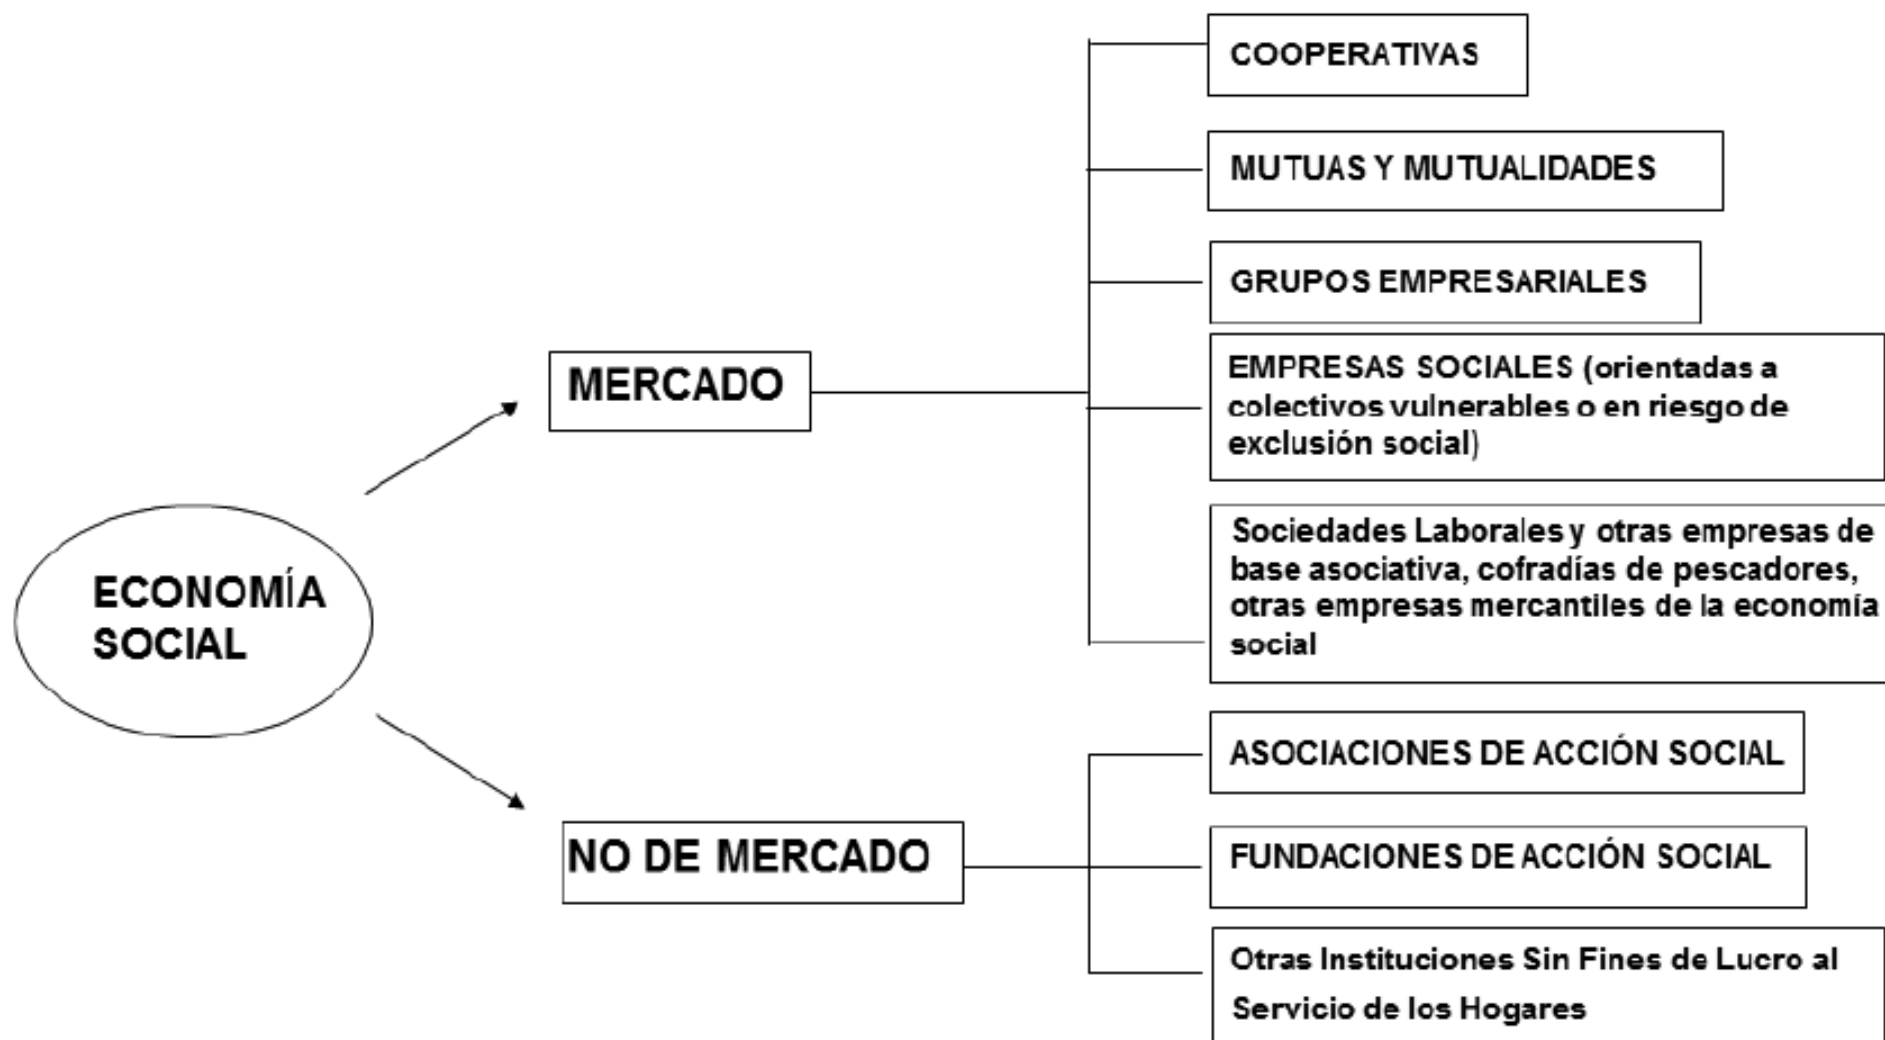 COOPERATIVAS
MUTUAS Y MUTUALIDADES
GRUPOS EMPRESARIALES
EMPRESAS SOCIALES (orientadas a
colectivos vulnerables o en riesgo de
exclusión social)
MERCADO
Sociedades Laborales y otras empresas de
base asociativa, cofradías de pescadores,
otras empresas mercantiles de la economía
social
ECONOMÍA
SOCIAL
ASOCIACIONES DE ACCIÓN SOCIAL
NO DE MERCADO
FUNDACIONES DE ACCIÓN SOCIAL
Otras Instituciones Sin Fines de Lucro al
Servicio de los Hogares